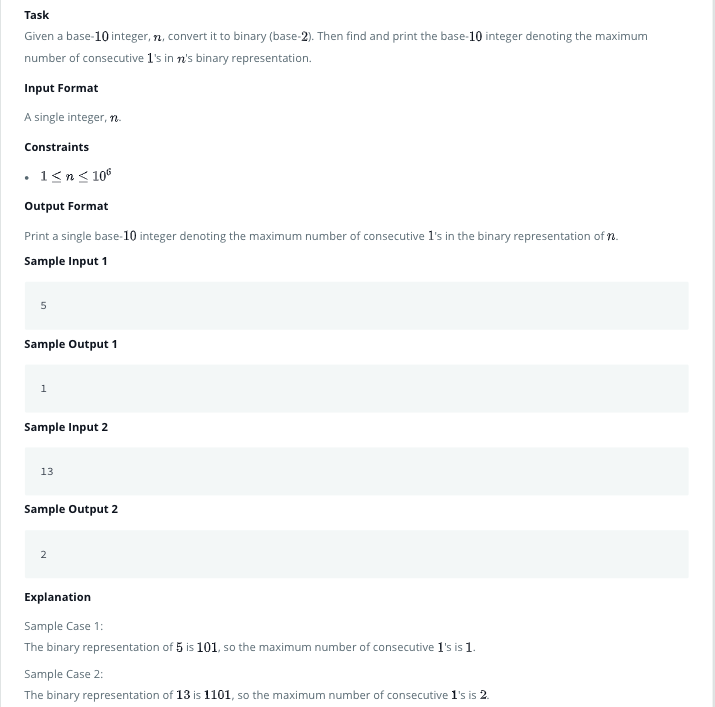 Task
Given a base-10 integer, n, convert it to binary (base-2). Then find and print the base-10 integer denoting the maximum
number of consecutive 1's in n's binary representation.
Input Format
A single integer, n.
Constraints
• 1 ≤ n ≤ 10⁶
Output Format
Print a single base-10 integer denoting the maximum number of consecutive 1's in the binary representation of n.
Sample Input 1
5
Sample Output 1
1
Sample Input 2
13
Sample Output 2
2
Explanation
Sample Case 1:
The binary representation of 5 is 101, so the maximum number of consecutive 1's is 1.
Sample Case 2:
The binary representation of 13 is 1101, so the maximum number of consecutive 1's is 2.